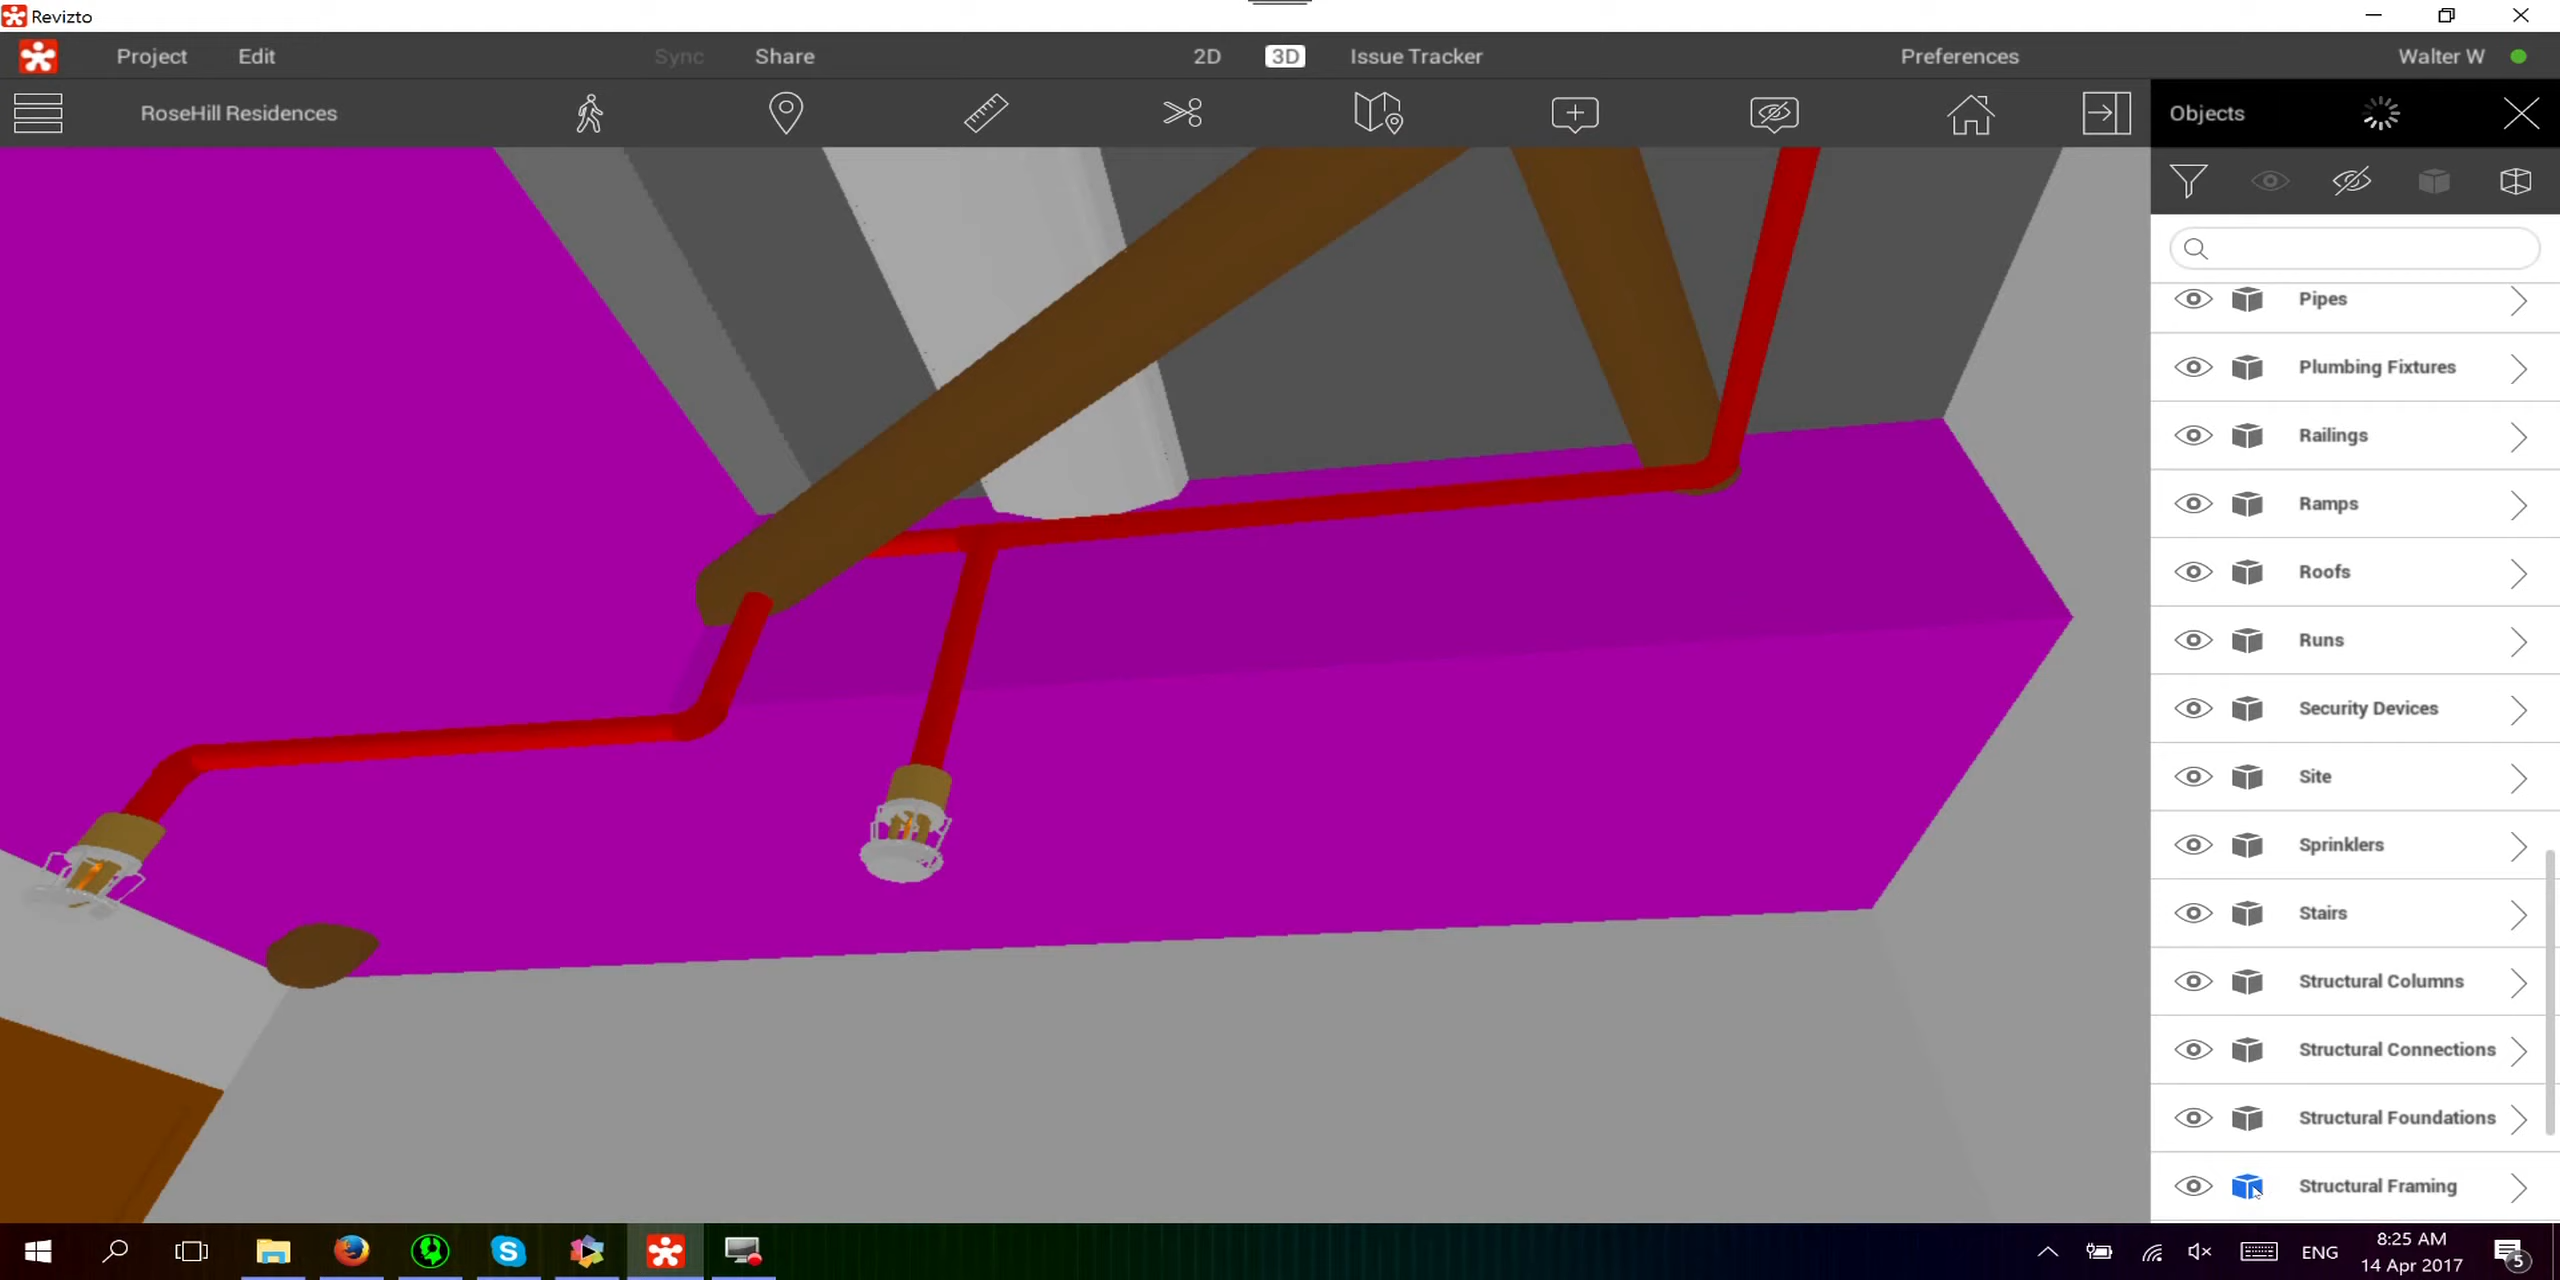 Revizto
Project Edit Sync Share 2D 3D Issue Tracker Preferences Walter W
RoseHill Residences
Objects
Pipes
Plumbing Fixtures
Railings
Ramps
Roofs
Runs
Security Devices
Site
Sprinklers
Stairs
Structural Columns
Structural Connections
Structural Foundations
Structural Framing
ENG
8:25 AM
14 Apr 2017
5